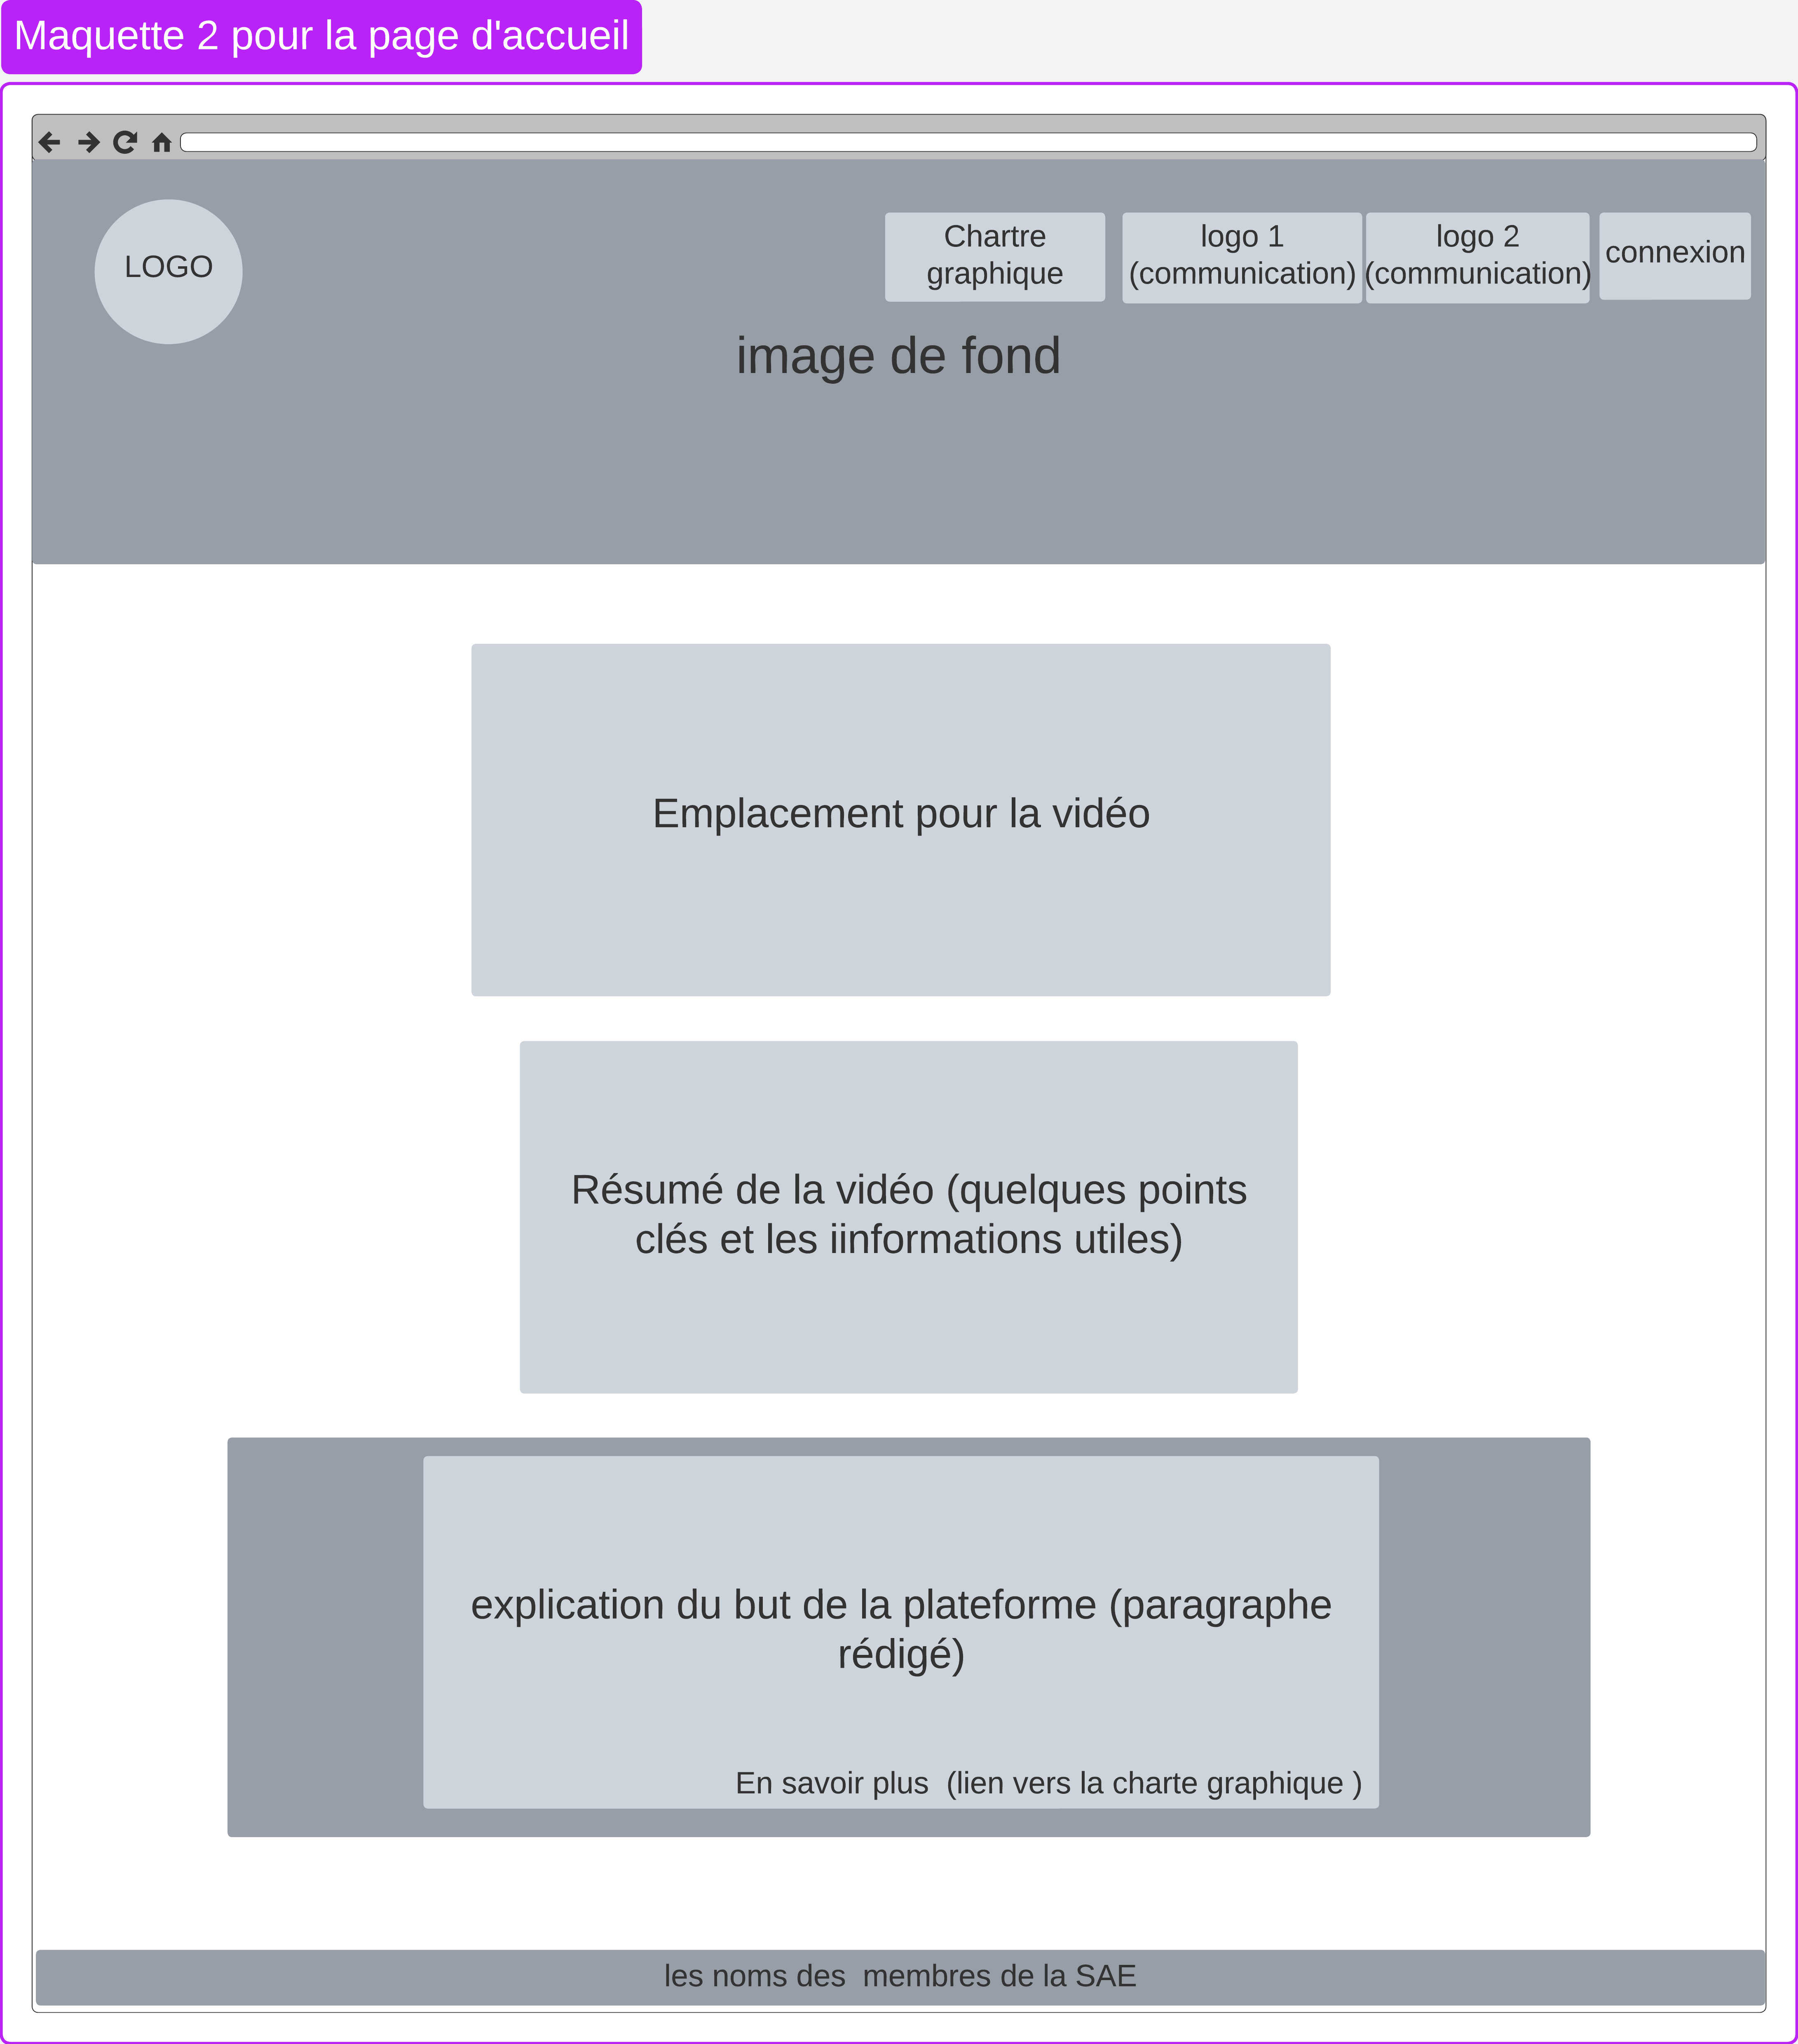 Maquette 2 pour la page d'accueil
LOGO
Chartre
graphique
logo 1
(communication)
logo 2
(communication)
connexion
image de fond
Emplacement pour la vidéo
Résumé de la vidéo (quelques points
clés et les iinformations utiles)
explication du but de la plateforme (paragraphe
rédigé)
En savoir plus  (lien vers la charte graphique )
les noms des  membres de la SAE